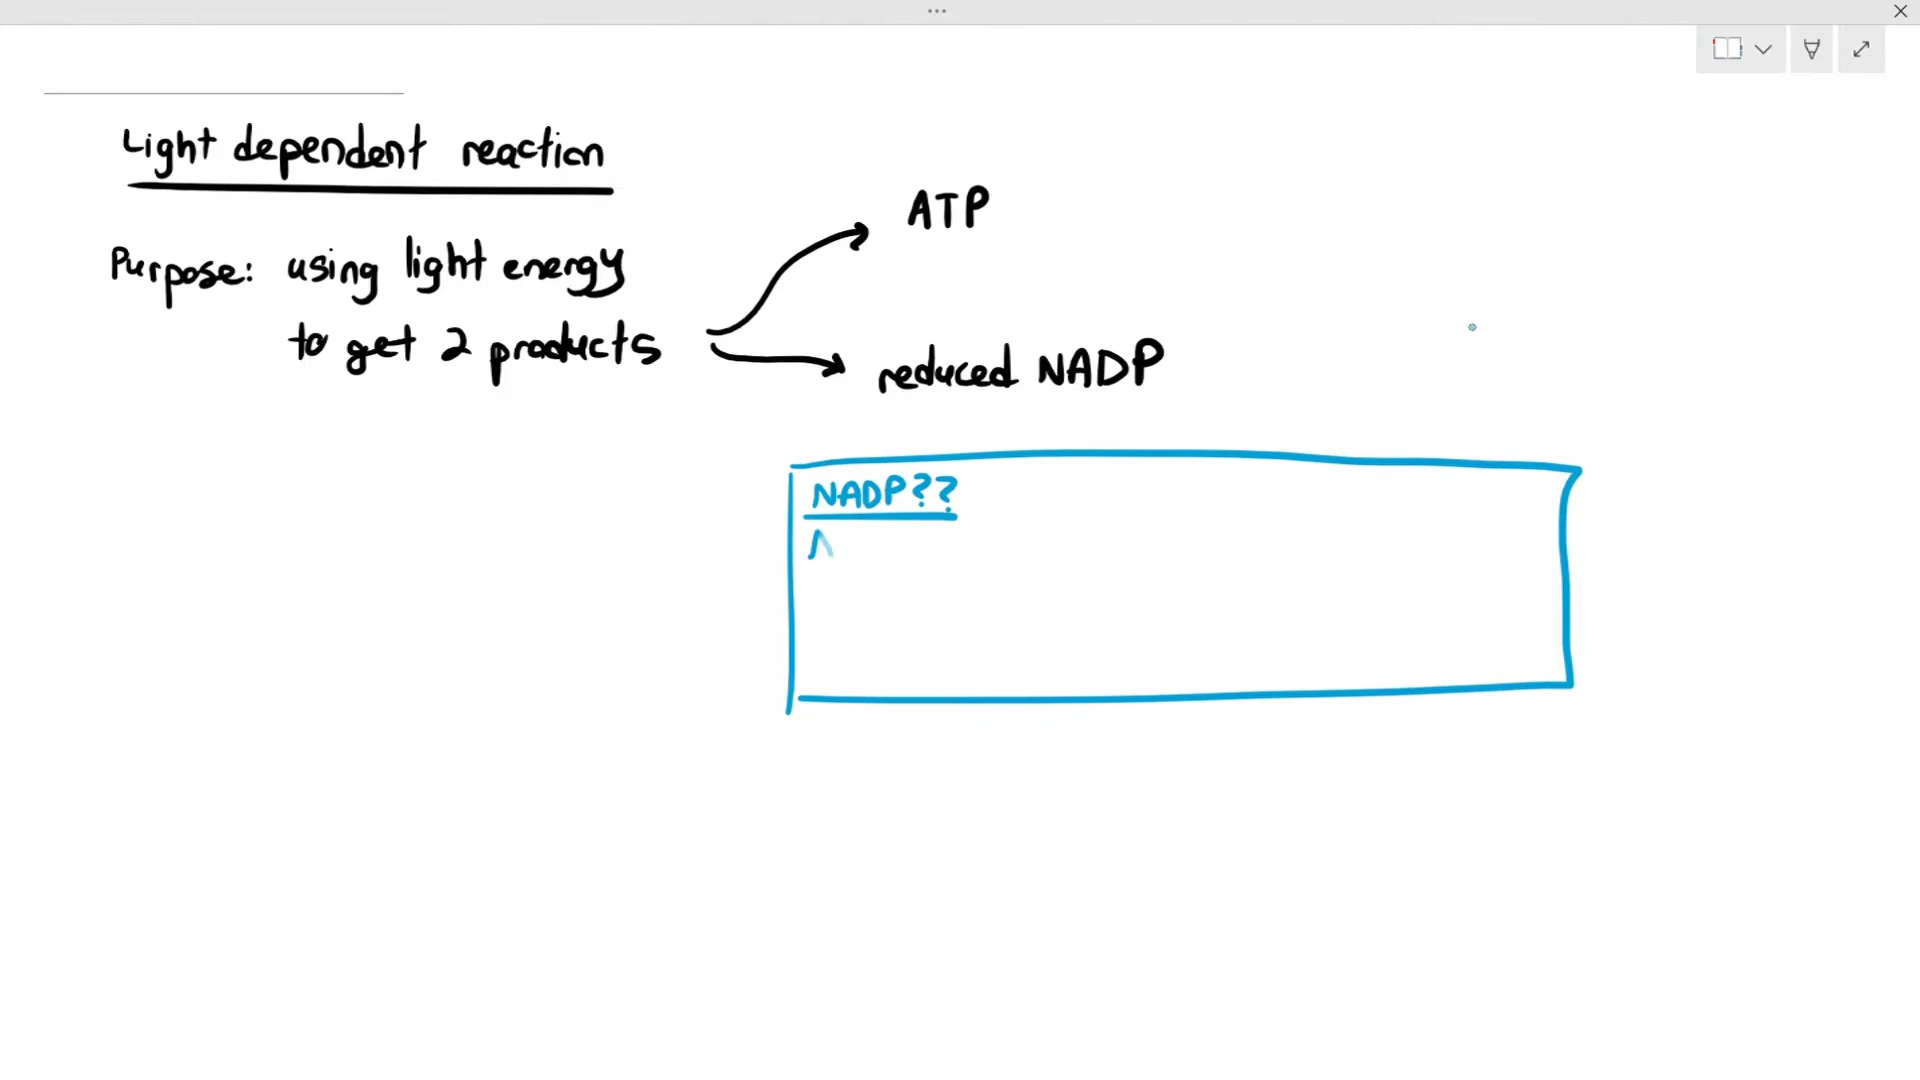 Light dependent reaction
Purpose: using light energy
to get 2 products
ATP
reduced NADP
NADP??